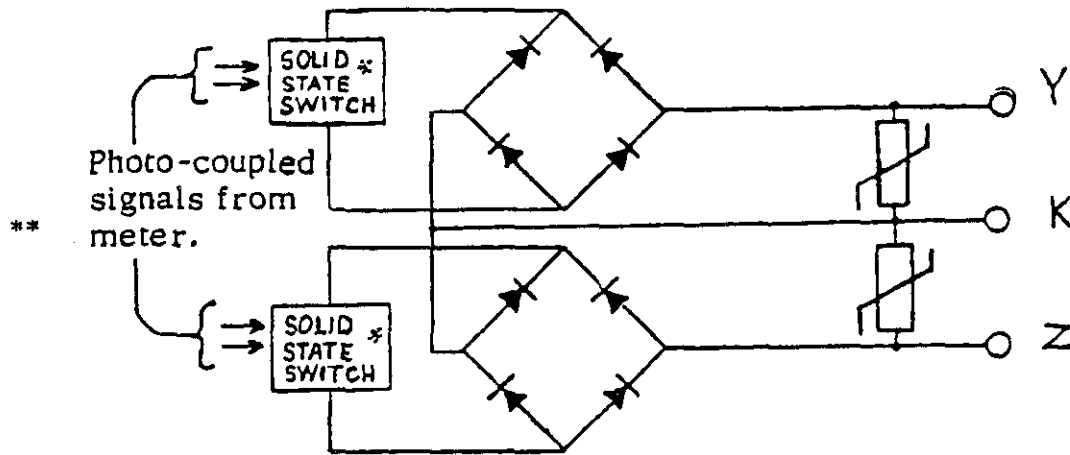 SOLID *
STATE
SWITCH
Y
Photo-coupled
signals from
** meter.
K
SOLID *
STATE
SWITCH
Z